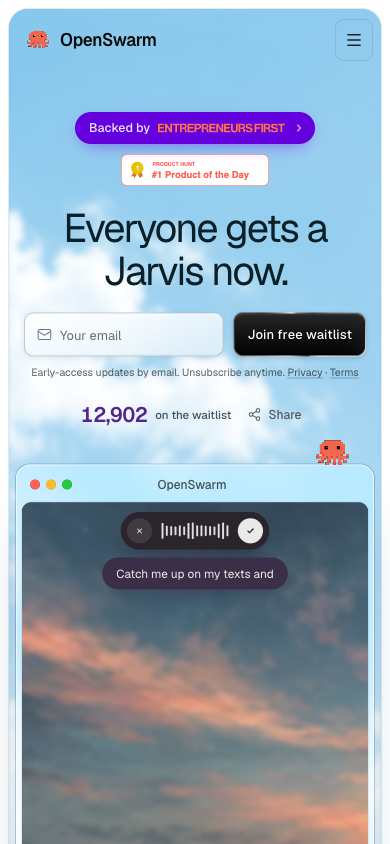 OpenSwarm
Backed by ENTREPRENEURS FIRST
PRODUCT HUNT
1
#1 Product of the Day
Everyone gets a
Jarvis now.
Your email
Join free waitlist
Early-access updates by email. Unsubscribe anytime. Privacy · Terms
12,902 on the waitlist
Share
OpenSwarm
Catch me up on my texts and